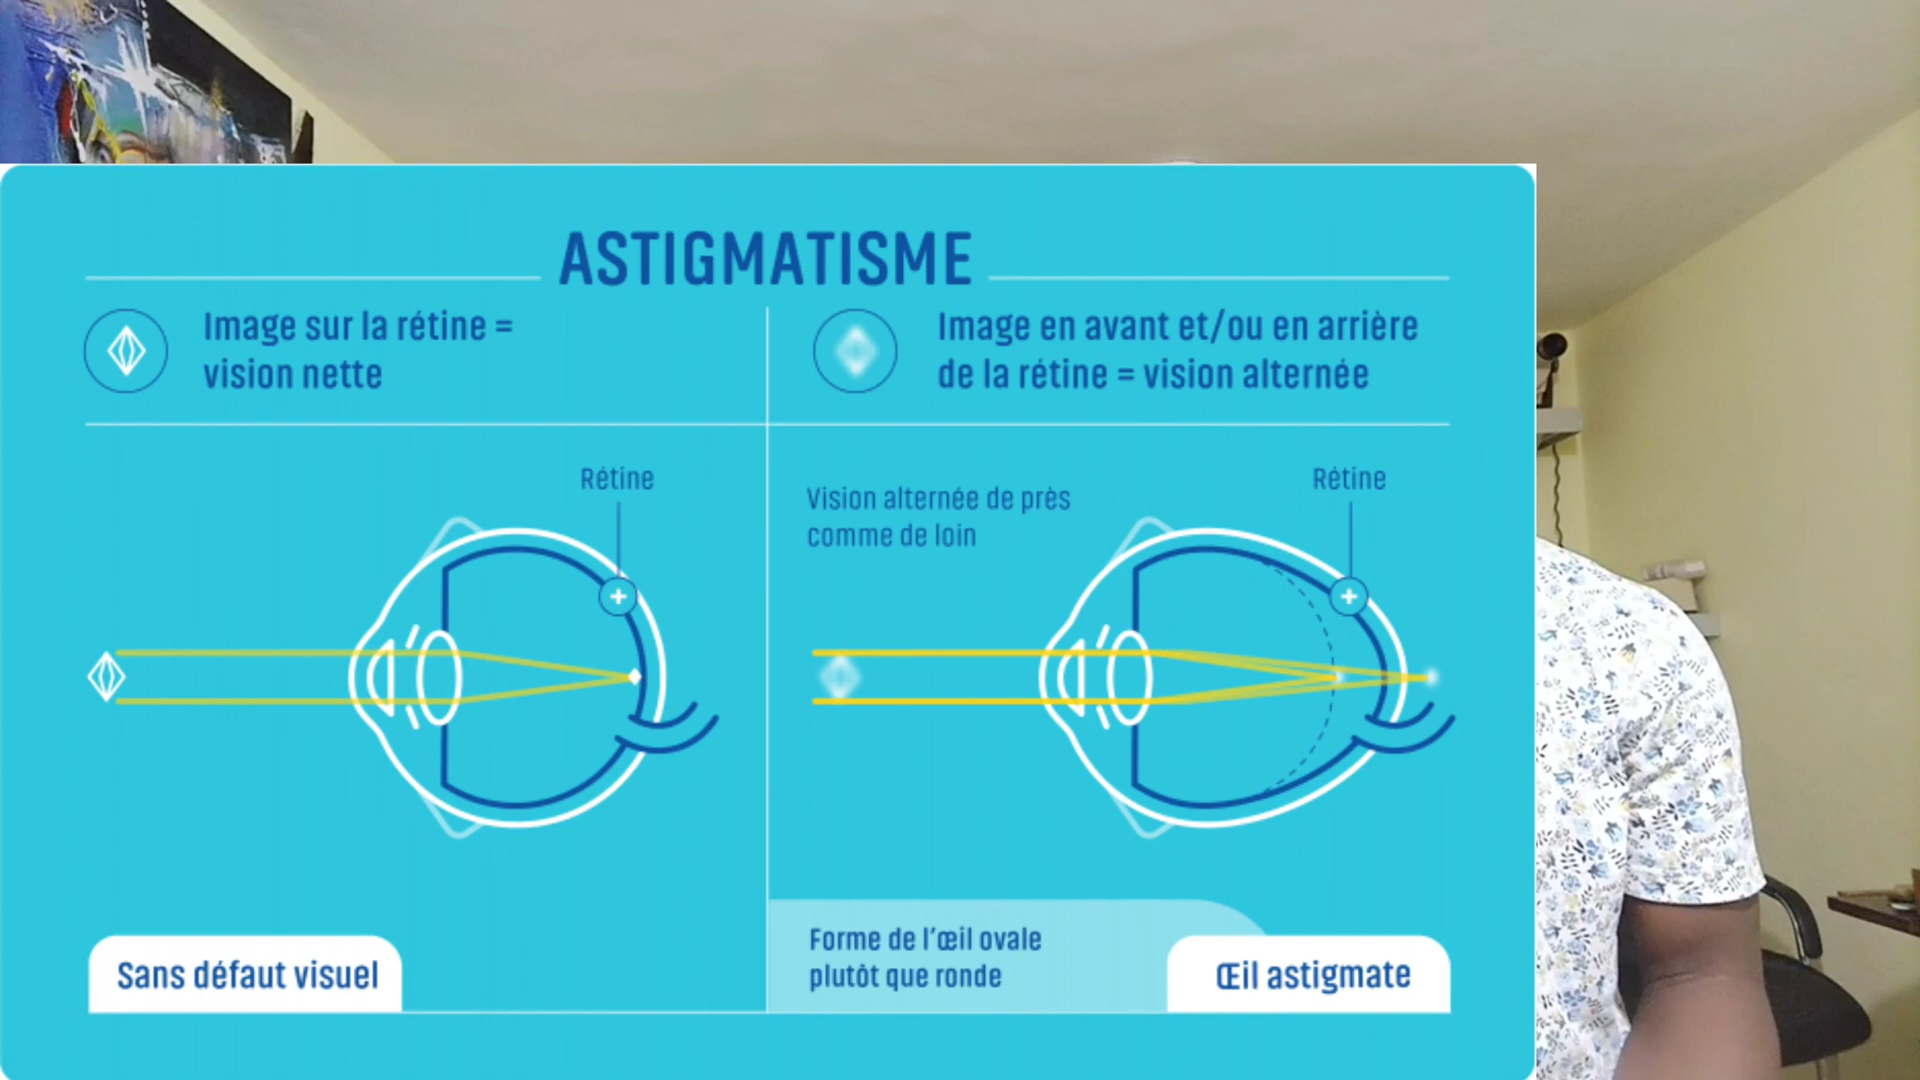 ASTIGMATISME
Image sur la rétine =
vision nette
Image en avant et/ou en arrière
de la rétine = vision alternée
Rétine
Vision alternée de près
comme de loin
Rétine
Sans défaut visuel
Forme de l'œil ovale
plutôt que ronde
Œil astigmate